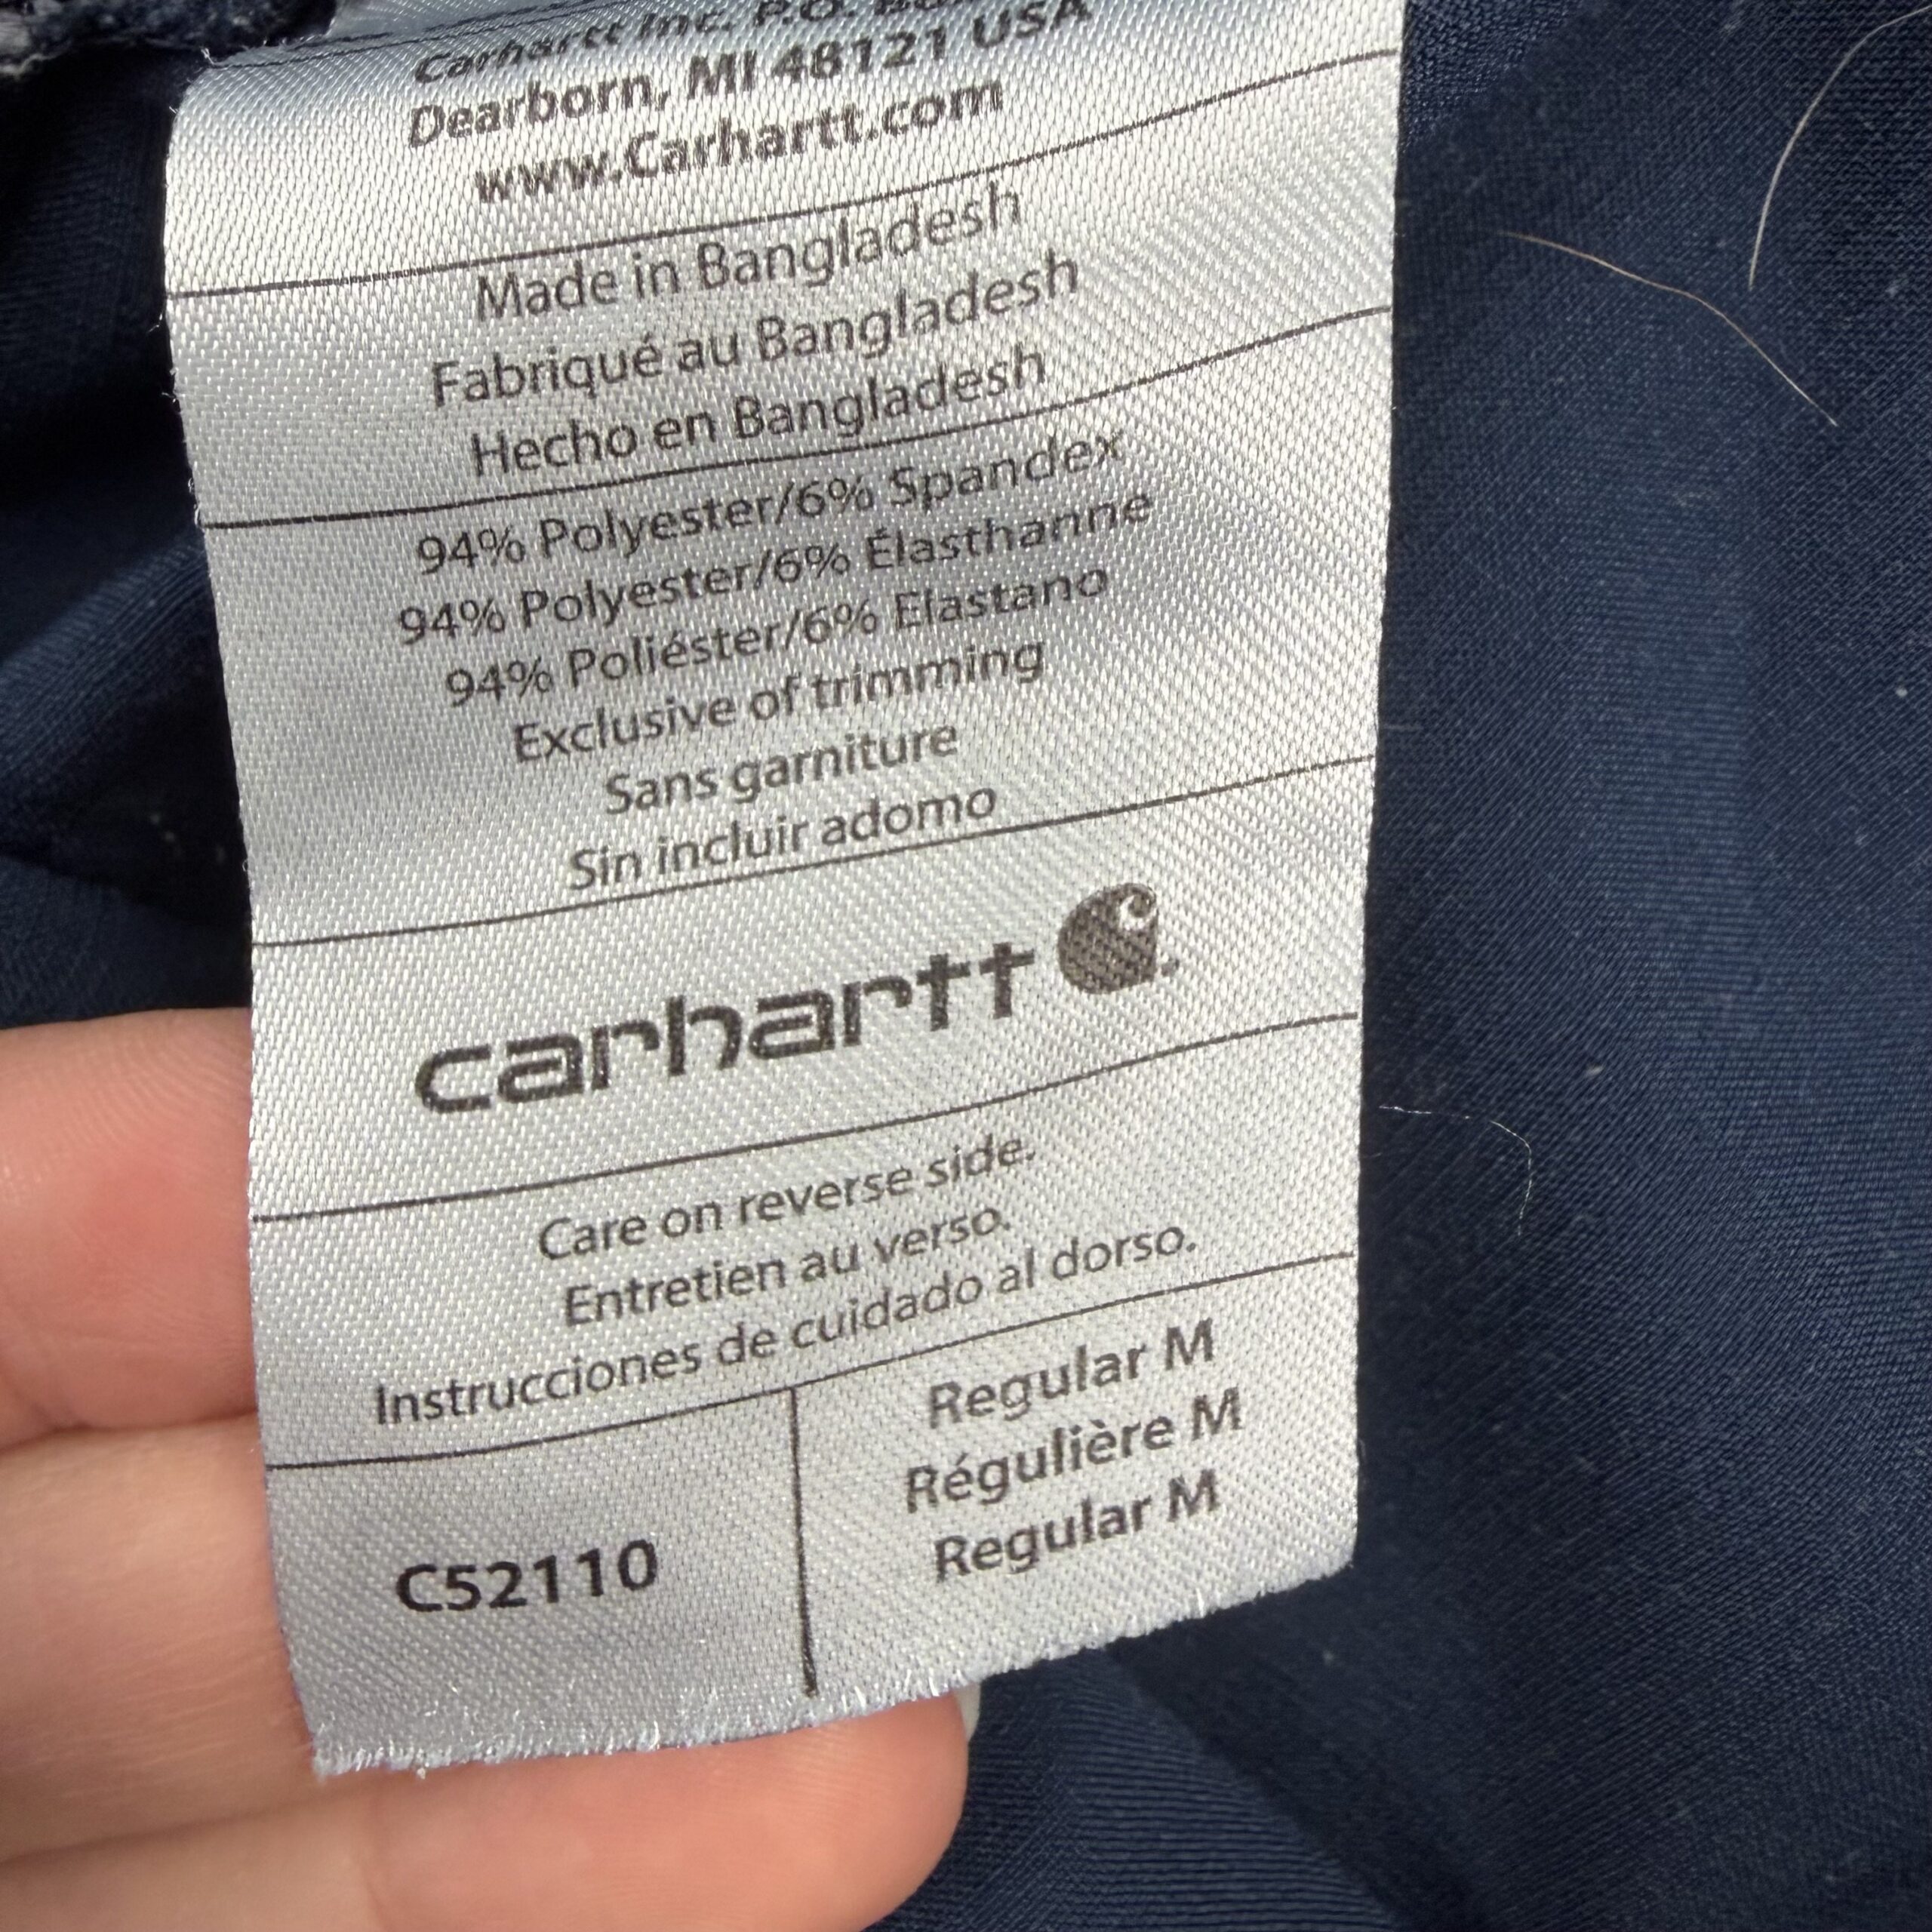 Carhartt Inc. P.O.
Dearborn, MI 48121 USA
www.Carhartt.com
Made in Bangladesh
Fabriqué au Bangladesh
Hecho en Bangladesh
94% Polyester/6% Spandex
94% Polyester/6% Élasthanne
94% Poliéster/6% Elastano
Exclusive of trimming
Sans garniture
Sin incluir adorno
carhartt
Care on reverse side.
Entretien au verso.
Instrucciones de cuidado al dorso.
Regular M
Régulière M
Regular M
C52110